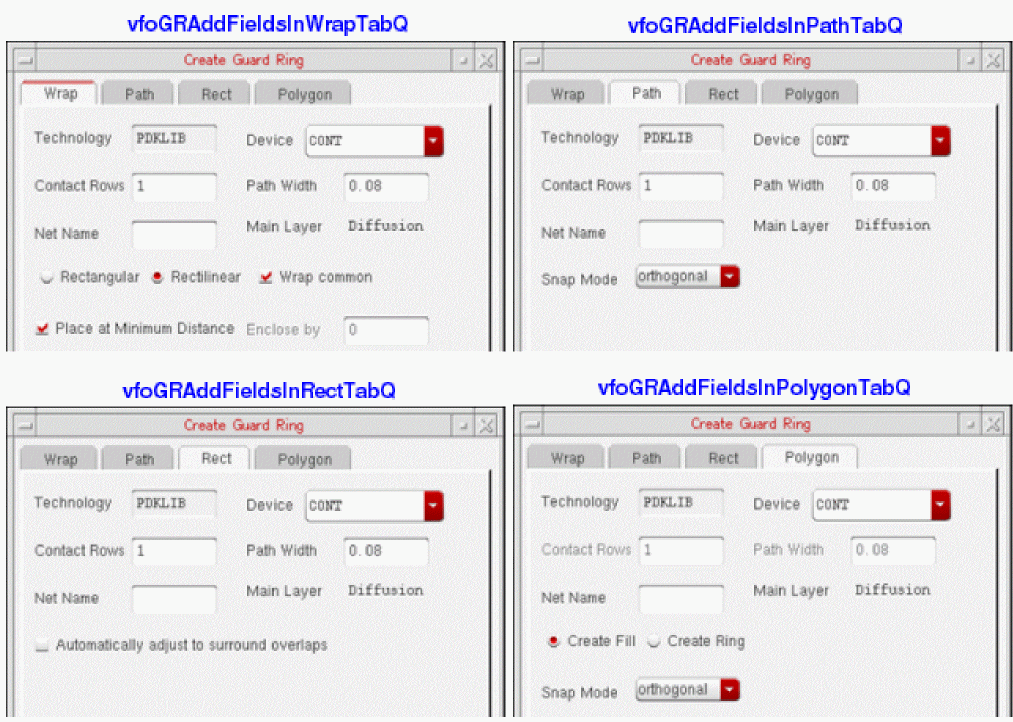 vfoGRAddFieldsInWrapTabQ
Create Guard Ring
Wrap Path Rect Polygon
Technology PDKLIB Device CONT
Contact Rows 1 Path Width 0.08
Net Name Main Layer Diffusion
Rectangular Rectilinear Wrap common
Place at Minimum Distance Enclose by 0
vfoGRAddFieldsInPathTabQ
Create Guard Ring
Wrap Path Rect Polygon
Technology PDKLIB Device CONT
Contact Rows 1 Path Width 0.08
Net Name Main Layer Diffusion
Snap Mode orthogonal
vfoGRAddFieldsInRectTabQ
Create Guard Ring
Wrap Path Rect Polygon
Technology PDKLIB Device CONT
Contact Rows 1 Path Width 0.08
Net Name Main Layer Diffusion
Automatically adjust to surround overlaps
vfoGRAddFieldsInPolygonTabQ
Create Guard Ring
Wrap Path Rect Polygon
Technology PDKLIB Device CONT
Contact Rows 1 Path Width 0.08
Net Name Main Layer Diffusion
Create Fill Create Ring
Snap Mode orthogonal